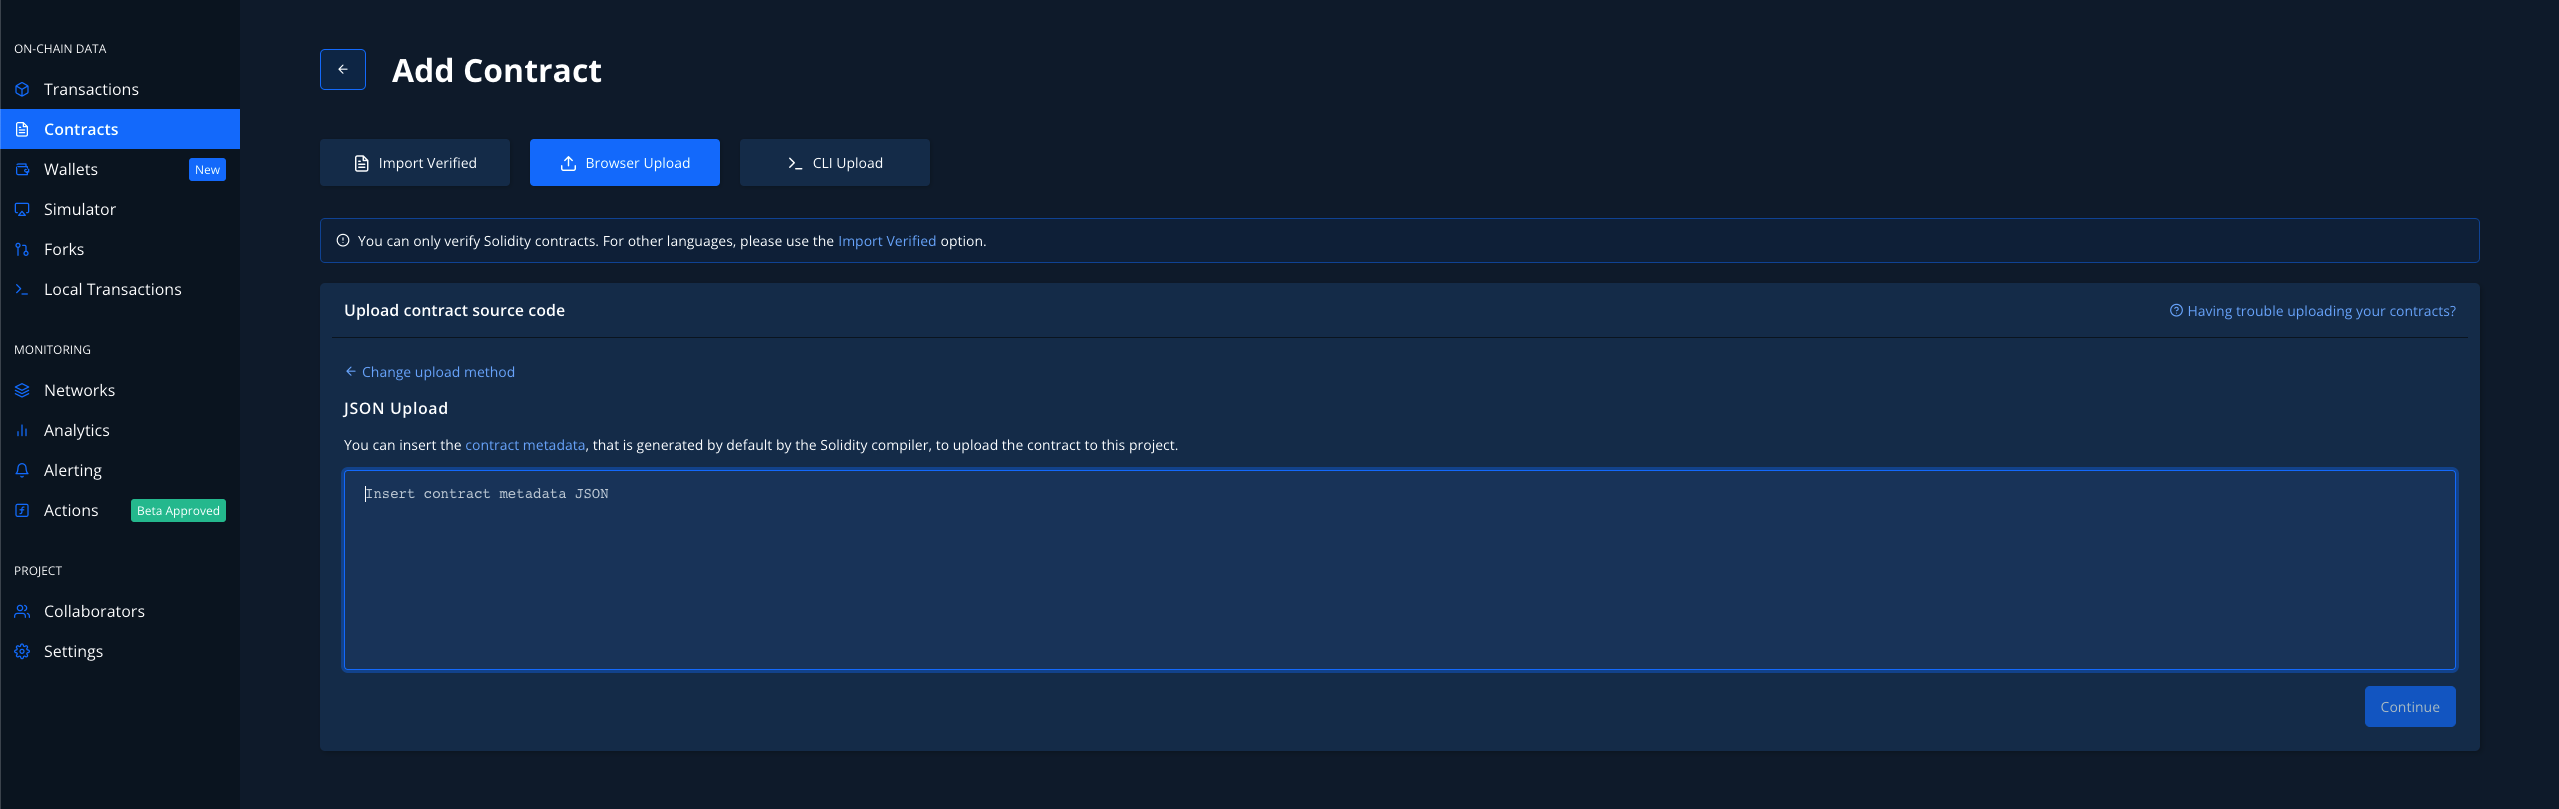 ON-CHAIN DATA
Transactions
Contracts
Wallets New
Simulator
Forks
Local Transactions
MONITORING
Networks
Analytics
Alerting
Actions Beta Approved
PROJECT
Collaborators
Settings
Add Contract
Import Verified Browser Upload CLI Upload
You can only verify Solidity contracts. For other languages, please use the Import Verified option.
Upload contract source code Having trouble uploading your contracts?
Change upload method
JSON Upload
You can insert the contract metadata, that is generated by default by the Solidity compiler, to upload the contract to this project.
Insert contract metadata JSON
Continue